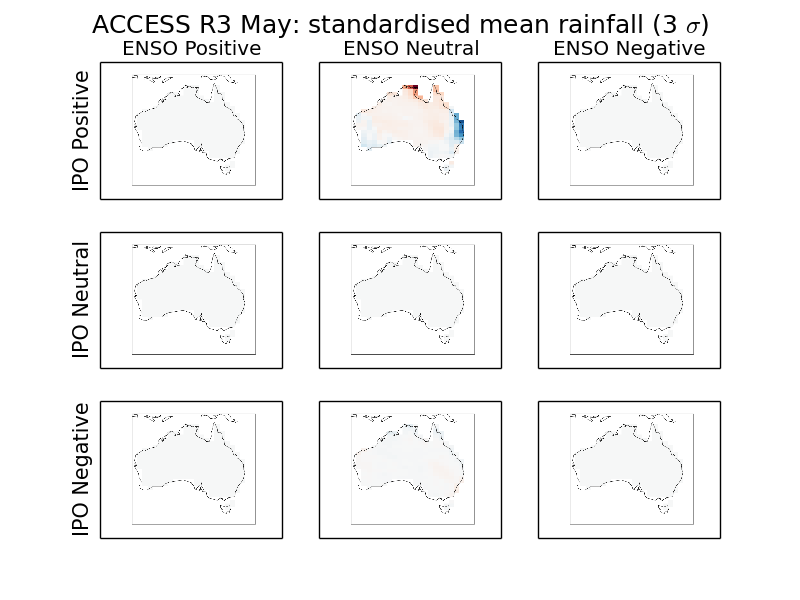 ACCESS R3 May: standardised mean rainfall (3 σ)
ENSO Positive ENSO Neutral ENSO Negative
IPO Positive
IPO Neutral
IPO Negative